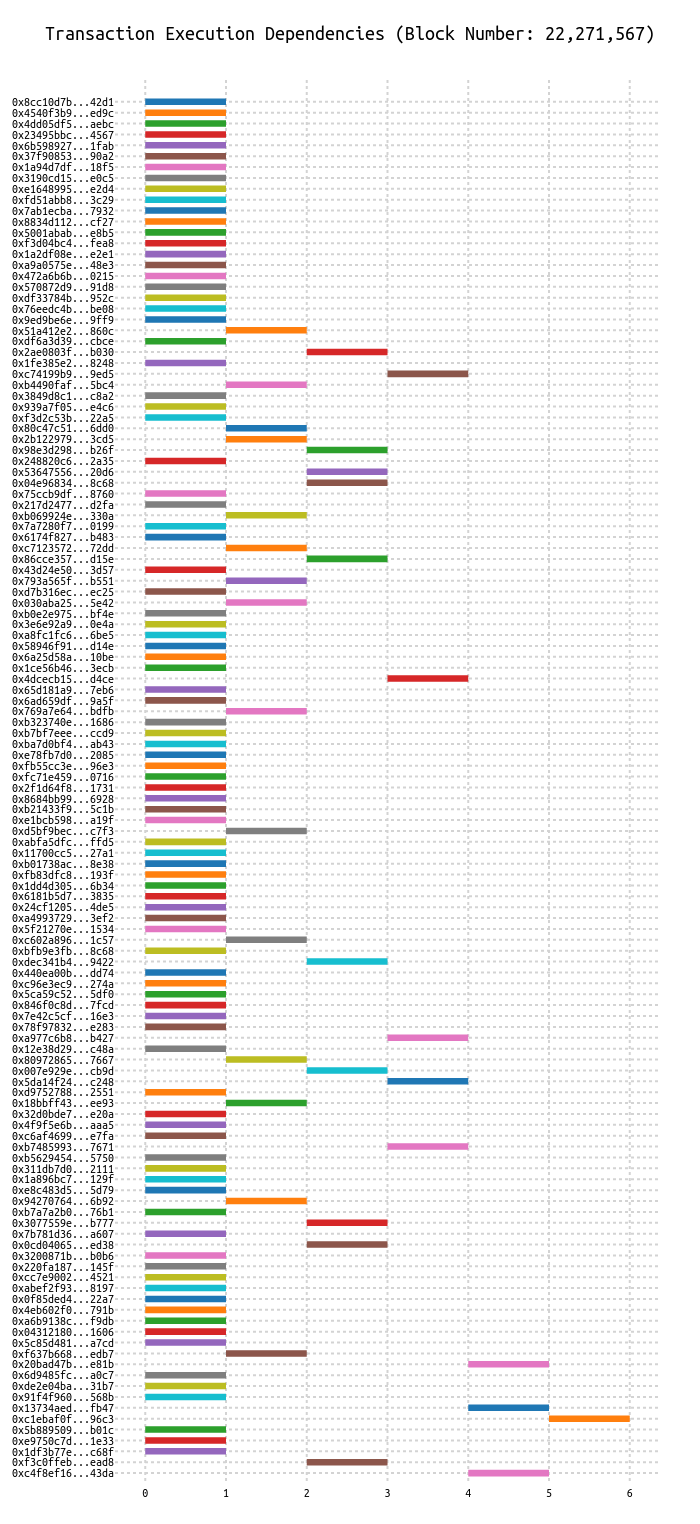 Transaction Execution Dependencies (Block Number: 22,271,567)
0x8cc10d7b...42d1
0x4540f3b9...ed9c
0x4dd05df5...aebc
0x23495bbc...4567
0x6b598927...1fab
0x37f90853...90a2
0x1a94d7df...18f5
0x3190cd15...e0c5
0xe1648995...e2d4
0xfd51abb8...3c29
0x7ab1ecba...7932
0x8834d112...cf27
0x5001abab...e8b5
0xf3d04bc4...fea8
0x1a2df08e...e2e1
0xa9a0575e...48e3
0x472a6b6b...0215
0x570872d9...91d8
0xdf33784b...952c
0x76eedc4b...be08
0x9ed9be6e...9ff9
0x51a412e2...860c
0xdf6a3d39...cbce
0x2ae0803f...b030
0x1fe385e2...8248
0xc74199b9...9ed5
0xb4490faf...5bc4
0x3849d8c1...c8a2
0x939a7f05...e4c6
0xf3d2c53b...22a5
0x80c47c51...6dd0
0x2b122979...3cd5
0x98e3d298...b26f
0x248820c6...2a35
0x53647556...20d6
0x04e96834...8c68
0x75ccb9df...8760
0x217d2477...d2fa
0xb069924e...330a
0x7a7280f7...0199
0x6174f827...b483
0xc7123572...72dd
0x86cce357...d15e
0x43d24e50...3d57
0x793a565f...b551
0xd7b316ec...ec25
0x030aba25...5e42
0xb0e2e975...bf4e
0x3e6e92a9...0e4a
0xa8fc1fc6...6be5
0x58946f91...d14e
0x6a25d58a...10be
0x1ce56b46...3ecb
0x4dcecb15...d4ce
0x65d181a9...7eb6
0x6ad659df...9a5f
0x769a7e64...bdfb
0xb323740e...1686
0xb7bf7eee...ccd9
0xba7d0bf4...ab43
0xe78fb7d0...2085
0xfb55cc3e...96e3
0xfc71e459...0716
0x2f1d64f8...1731
0x8684bb99...6928
0xb21433f9...5c1b
0xe1bcb598...a19f
0xd5bf9bec...c7f3
0xabfa5dfc...ffd5
0x11700cc5...27a1
0xb01738ac...8e38
0xfb83dfc8...193f
0x1dd4d305...6b34
0x6181b5d7...3835
0x24cf1205...4de5
0xa4993729...3ef2
0x5f21270e...1534
0xc602a896...1c57
0xbfb9e3fb...8c68
0xdec341b4...9422
0x440ea00b...dd74
0xc96e3ec9...274a
0x5ca59c52...5df0
0x846f0c8d...7fcd
0x7e42c5cf...16e3
0x78f97832...e283
0xa977c6b8...b427
0x12e38d29...c48a
0x80972865...7667
0x007e929e...cb9d
0x5da14f24...c248
0xd9752788...2551
0x18bbff43...ee93
0x32d0bde7...e20a
0x4f9f5e6b...aaa5
0xc6af4699...e7fa
0xb7485993...7671
0xb5629454...5750
0x311db7d0...2111
0x1a896bc7...129f
0xe8c483d5...5d79
0x94270764...6b92
0xb7a7a2b0...76b1
0x3077559e...b777
0x7b781d36...a607
0x0cd04065...ed38
0x3200871b...b0b6
0x220fa187...145f
0xcc7e9002...4521
0xabef2f93...8197
0x0f85ded4...22a7
0x4eb602f0...791b
0xa6b9138c...f9db
0x04312180...1606
0x5c85d481...a7cd
0xf637b668...edb7
0x20bad47b...e81b
0x6d9485fc...a0c7
0xde2e04ba...31b7
0x91f4f960...568b
0x13734aed...fb47
0xc1ebaf0f...96c3
0x5b889509...b01c
0xe9750c7d...1e33
0x1df3b77e...c68f
0xf3c0ffeb...ead8
0xc4f8ef16...43da
0 1 2 3 4 5 6